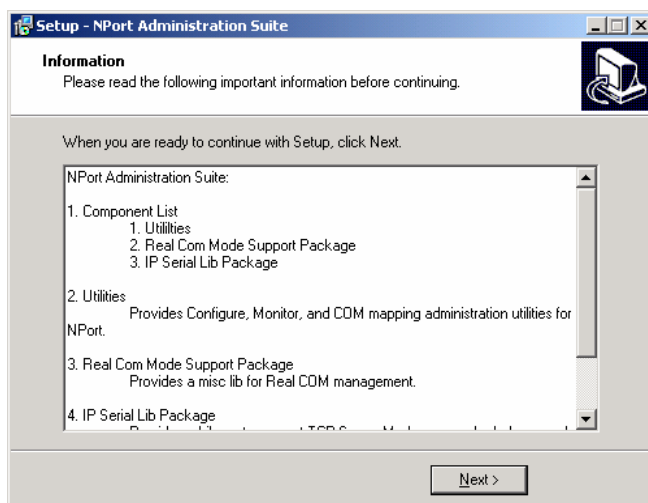 Setup - NPort Administration Suite
Information
Please read the following important information before continuing.
When you are ready to continue with Setup, click Next.
NPort Administration Suite:
1. Component List
1. Utililties
2. Real Com Mode Support Package
3. IP Serial Lib Package
2. Utilities
Provides Configure, Monitor, and COM mapping administration utilities for
NPort.
3. Real Com Mode Support Package
Provides a misc lib for Real COM management.
4. IP Serial Lib Package
Next >